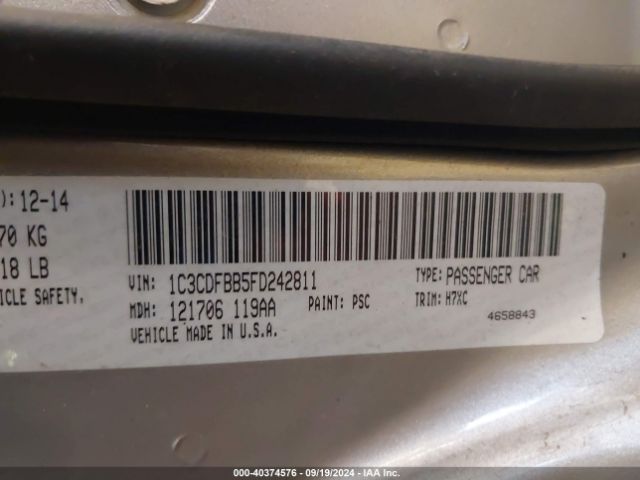 ): 12-14
70 KG
18 LB
ICLE SAFETY,
VIN: 1C3CDFBB5FD242811
TYPE: PASSENGER CAR
MDH: 121706 119AA
PAINT: PSC
TRIM: H7XC
VEHICLE MADE IN U.S.A.
4658843
000-40374576 - 09/19/2024 - IAA Inc.